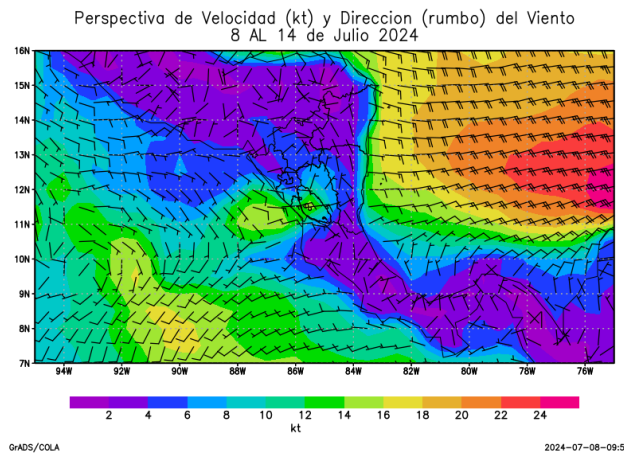 Perspectiva de Velocidad (kt) y Direccion (rumbo) del Viento
8 AL 14 de Julio 2024
16N
15N
14N
13N
12N
11N
10N
9N
8N
7N
94W 92W 90W 88W 86W 84W 82W 80W 78W 76W
2 4 6 8 10 12 14 16 18 20 22 24
kt
GrADS/COLA 2024-07-08-09:5